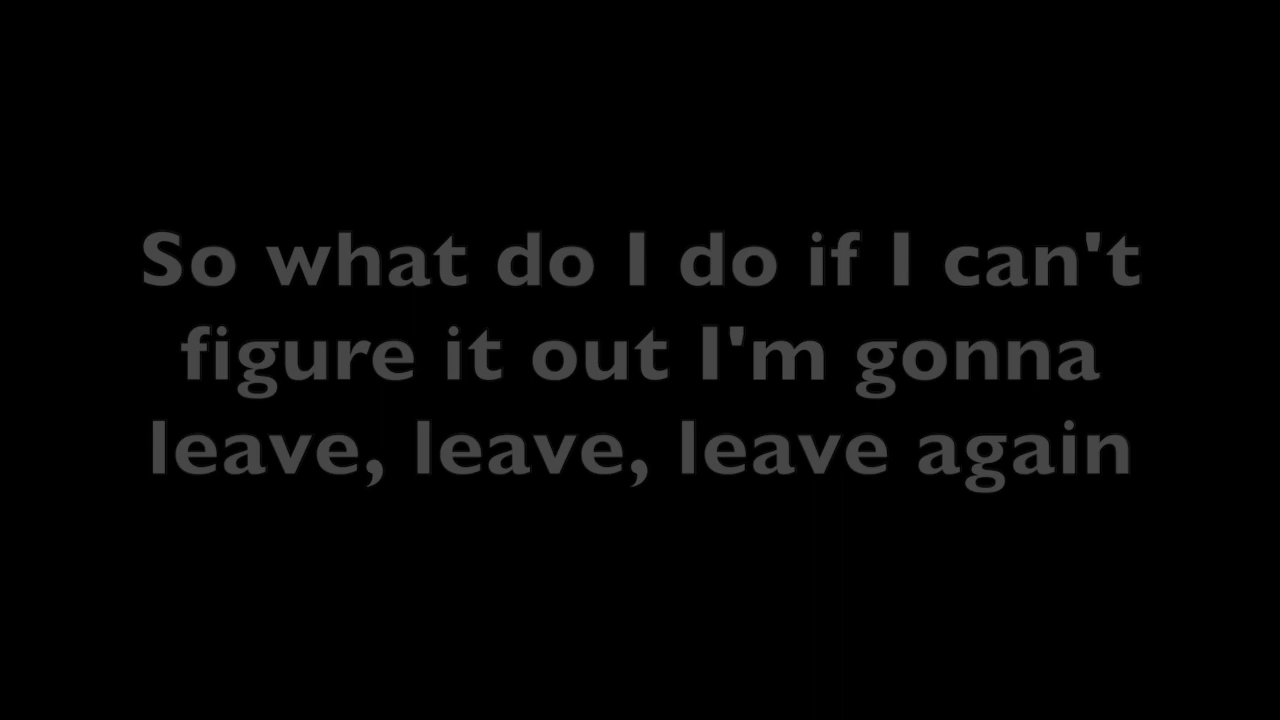 So what do I do if I can't
figure it out I'm gonna
leave, leave, leave again